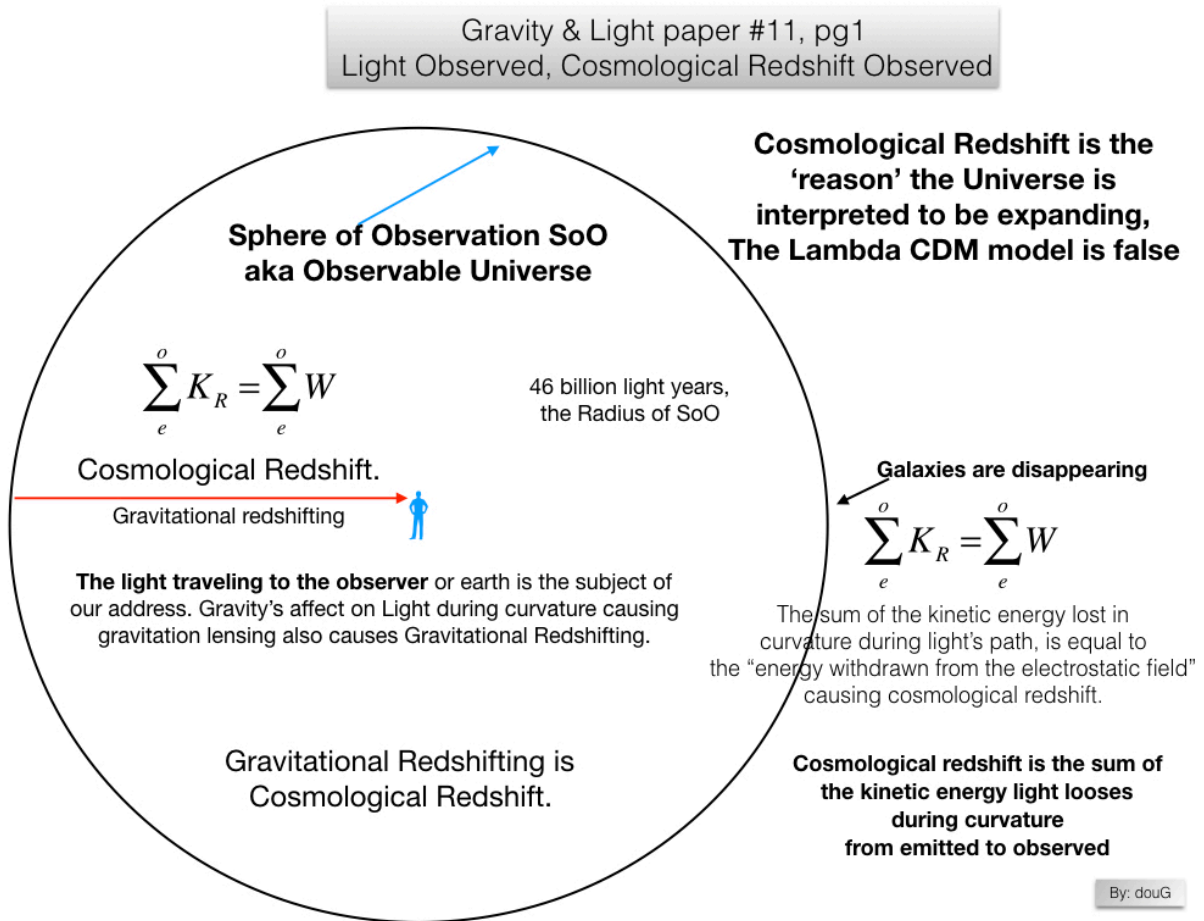 Gravity & Light paper #11, pg1
Light Observed, Cosmological Redshift Observed
Cosmological Redshift is the
‘reason’ the Universe is
interpreted to be expanding,
The Lambda CDM model is false
Sphere of Observation SoO
aka Observable Universe
∑ₑᵒ K_R = ∑ₑᵒ W
46 billion light years,
the Radius of SoO
Cosmological Redshift.
Gravitational redshifting
The light traveling to the observer or earth is the subject of
our address. Gravity’s affect on Light during curvature causing
gravitation lensing also causes Gravitational Redshifting.
Gravitational Redshifting is
Cosmological Redshift.
Galaxies are disappearing
∑ₑᵒ K_R = ∑ₑᵒ W
The sum of the kinetic energy lost in
curvature during light’s path, is equal to
the “energy withdrawn from the electrostatic field”
causing cosmological redshift.
Cosmological redshift is the sum of
the kinetic energy light looses
during curvature
from emitted to observed
By: douG